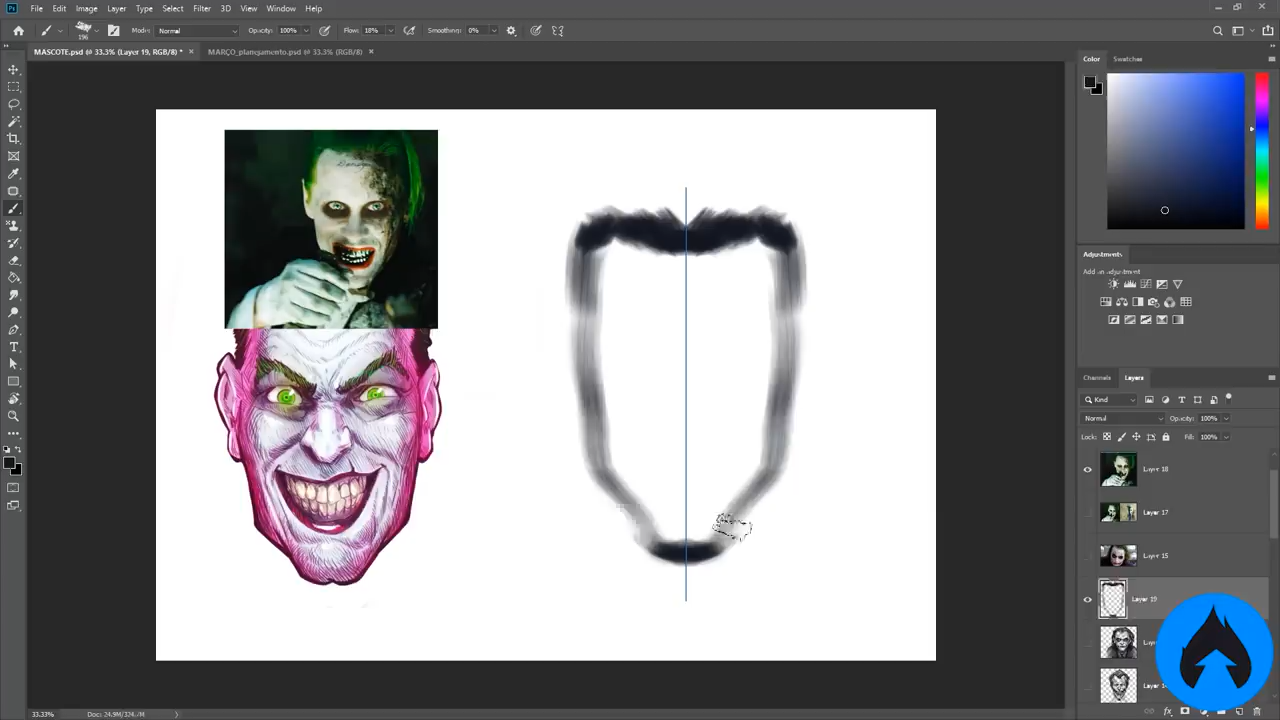 Ps File Edit Image Layer Type Select Filter 3D View Window Help
196 Mode: Normal Opacity: 100% Flow: 18% Smoothing: 0%
MASCOTE.psd @ 33.3% (Layer 19, RGB/8) * × MARÇO_planejamento.psd @ 33.3% (RGB/8) ×
Color Swatches
Adjustments
Add an adjustment
Channels Layers
Kind
Normal Opacity: 100%
Lock: Fill: 100%
Layer 18
Layer 17
Layer 15
Layer 19
33.33%